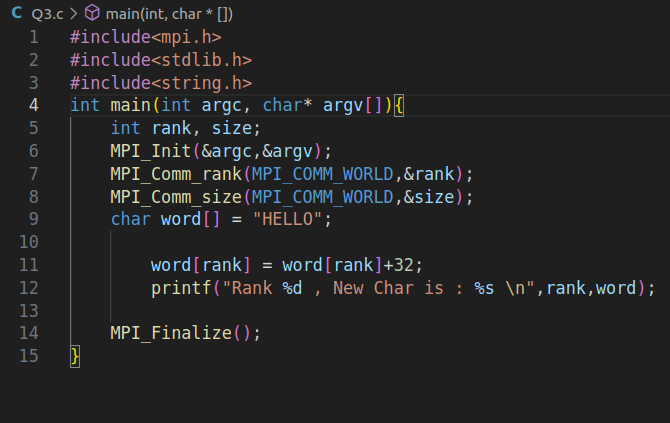 C Q3.c > main(int, char * [])
1 #include<mpi.h>
2 #include<stdlib.h>
3 #include<string.h>
4 int main(int argc, char* argv[]){
5     int rank, size;
6     MPI_Init(&argc,&argv);
7     MPI_Comm_rank(MPI_COMM_WORLD,&rank);
8     MPI_Comm_size(MPI_COMM_WORLD,&size);
9     char word[] = "HELLO";
10
11         word[rank] = word[rank]+32;
12         printf("Rank %d , New Char is : %s \n",rank,word);
13
14     MPI_Finalize();
15 }